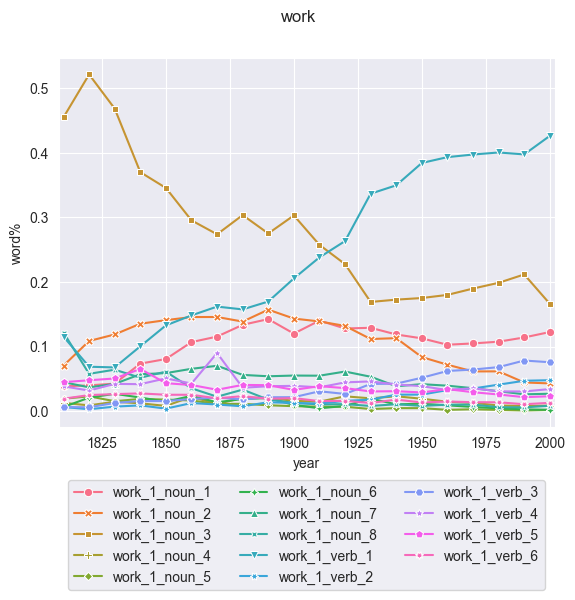 work
0.5
0.4
0.3
0.2
0.1
0.0
word%
1825 1850 1875 1900 1925 1950 1975 2000
year
work_1_noun_1 work_1_noun_6 work_1_verb_3
work_1_noun_2 work_1_noun_7 work_1_verb_4
work_1_noun_3 work_1_noun_8 work_1_verb_5
work_1_noun_4 work_1_verb_1 work_1_verb_6
work_1_noun_5 work_1_verb_2